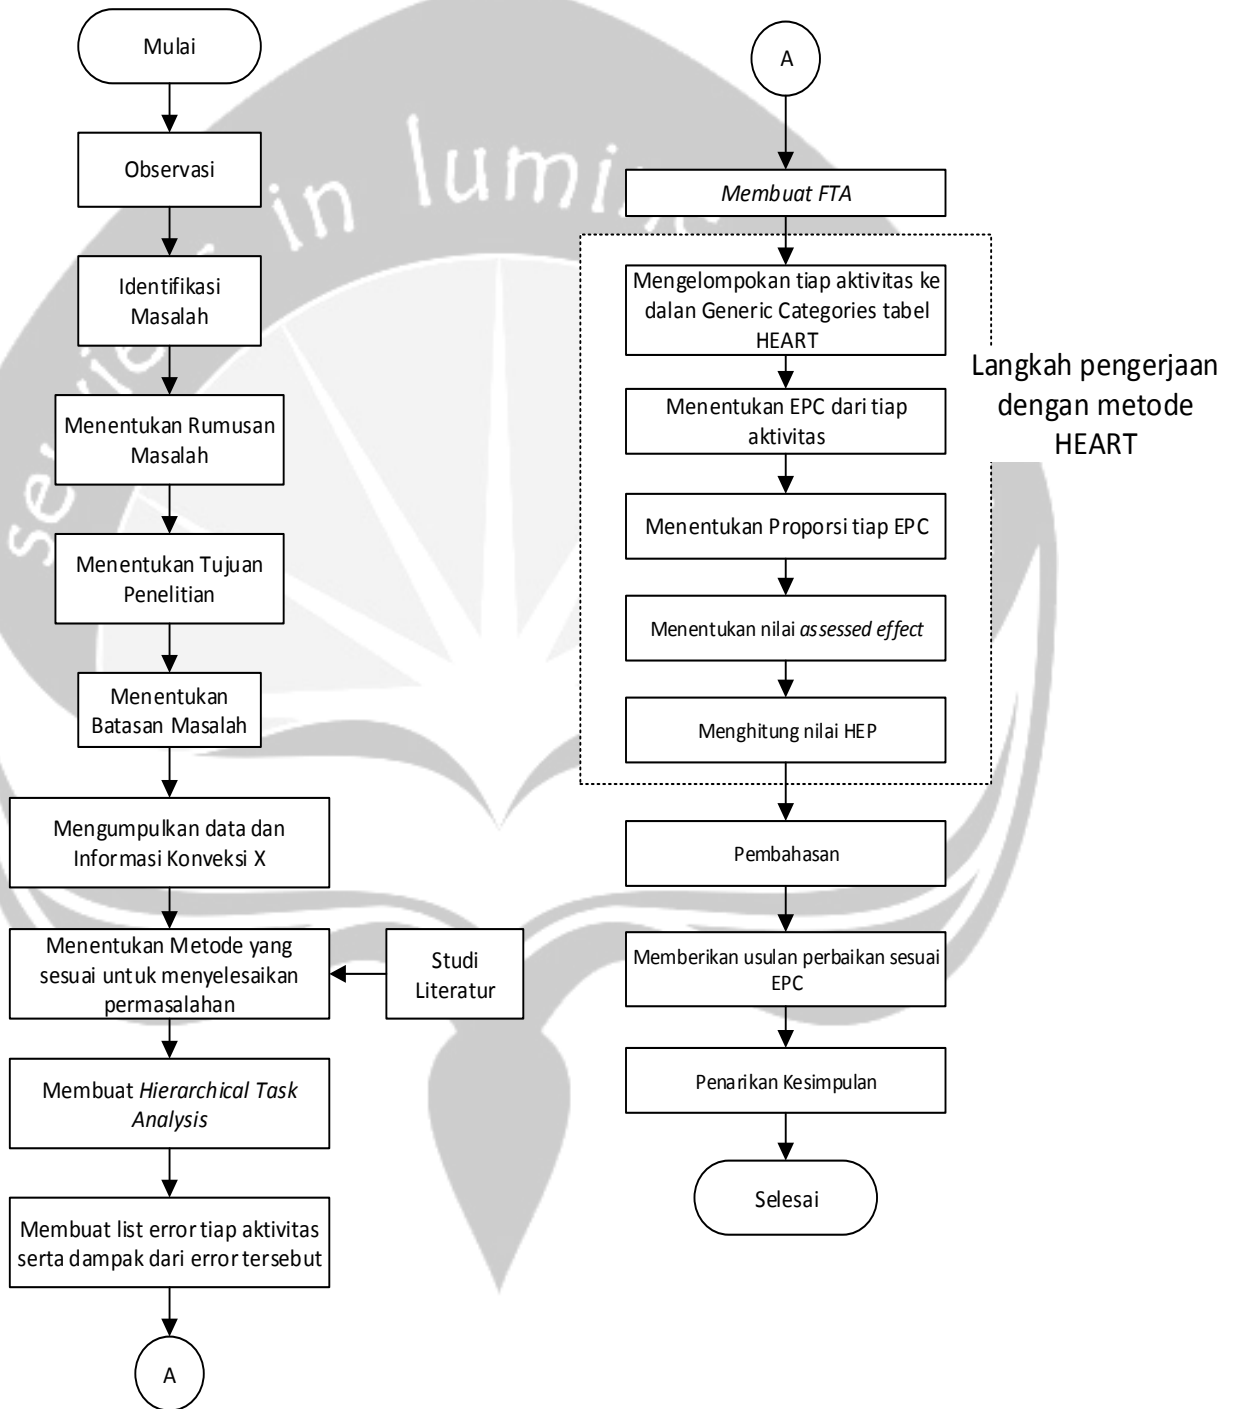 Mulai
Observasi
Identifikasi
Masalah
Menentukan Rumusan
Masalah
Menentukan Tujuan
Penelitian
Menentukan
Batasan Masalah
Mengumpulkan data dan
Informasi Konveksi X
Menentukan Metode yang
sesuai untuk menyelesaikan
permasalahan
Studi
Literatur
Membuat Hierarchical Task
Analysis
Membuat list error tiap aktivitas
serta dampak dari error tersebut
A
A
Membuat FTA
Mengelompokan tiap aktivitas ke
dalan Generic Categories tabel
HEART
Menentukan EPC dari tiap
aktivitas
Menentukan Proporsi tiap EPC
Menentukan nilai assessed effect
Menghitung nilai HEP
Langkah pengerjaan
dengan metode
HEART
Pembahasan
Memberikan usulan perbaikan sesuai
EPC
Penarikan Kesimpulan
Selesai
in